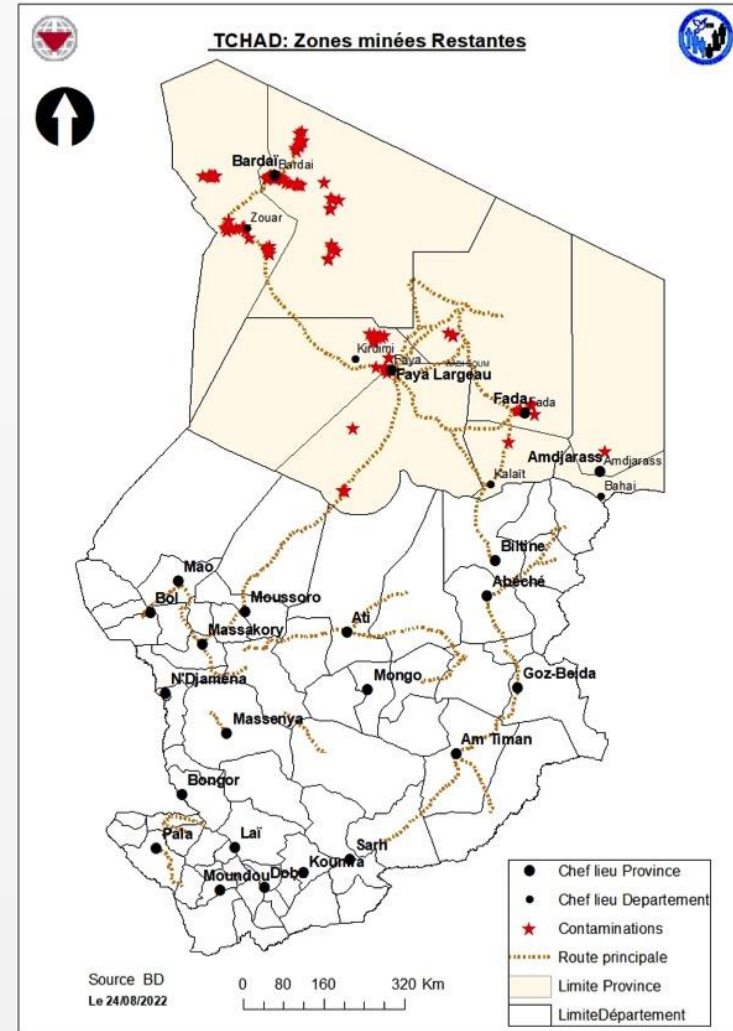 TCHAD: Zones minées Restantes
Bardaï
Bardai
Zouar
Kirdimi
Faya
Faya Largeau
Fada
Fada
Amdjarass
Amdjarass
Kalaït
Bahai
Biltine
Mao
Abéché
Bol
Moussoro
Ati
Massakory
N'Djaména
Mongo
Goz-Beida
Massenya
Am Timan
Bongor
Pala
Laï
Sarh
Koumra
Moundou
Doba
Chef lieu Province
Chef lieu Departement
Contaminations
Route principale
Limite Province
LimiteDépartement
Source BD
Le 24/08/2022
0 80 160 320 Km